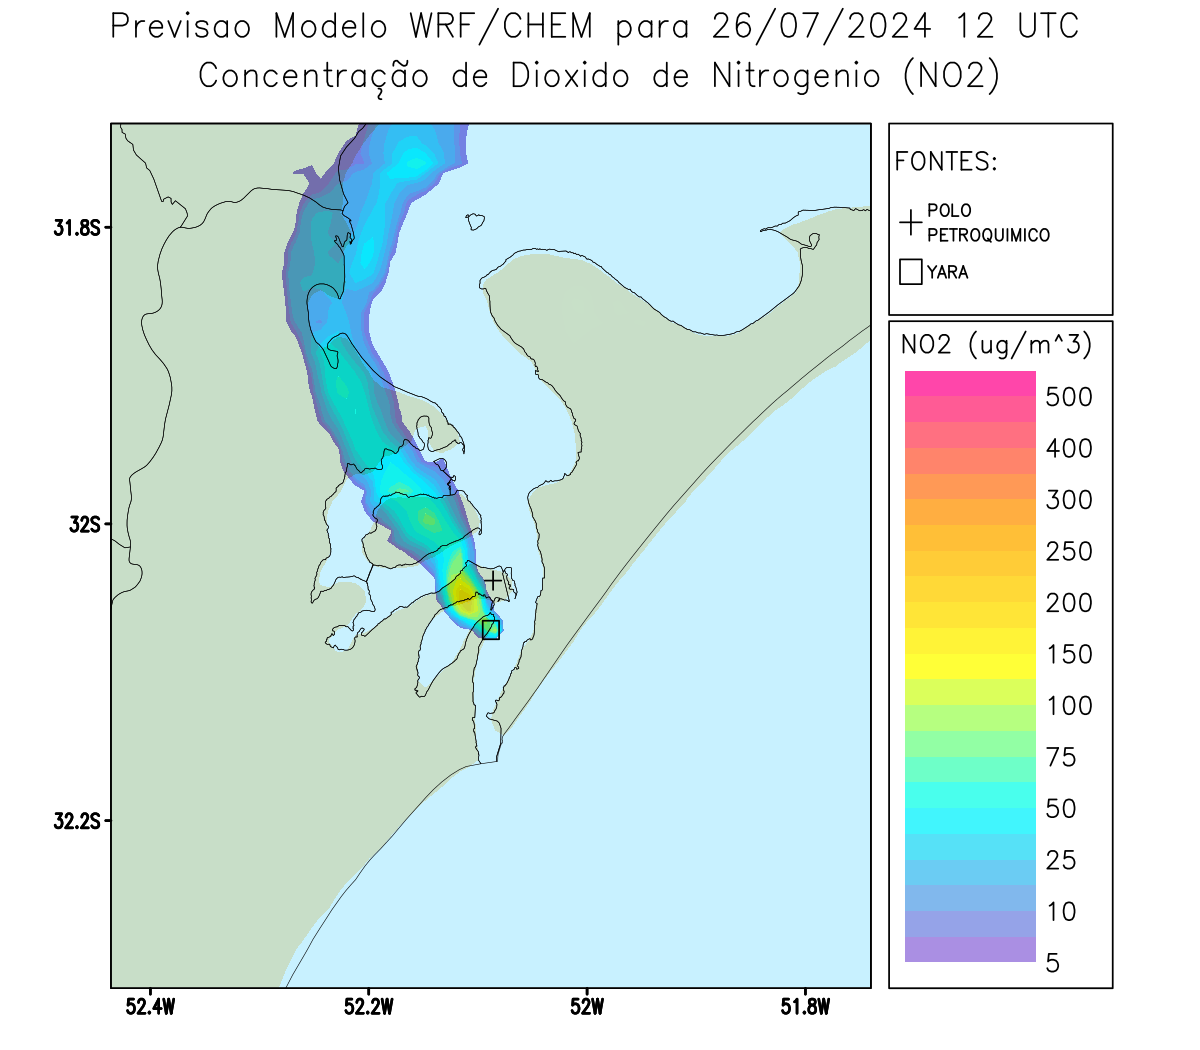 Previsao Modelo WRF/CHEM para 26/07/2024 12 UTC
Concentração de Dioxido de Nitrogenio (NO2)
FONTES:
POLO
PETROQUIMICO
YARA
NO2 (ug/m^3)
500
400
300
250
200
150
100
75
50
25
10
5
31.8S
32S
32.2S
52.4W
52.2W
52W
51.8W